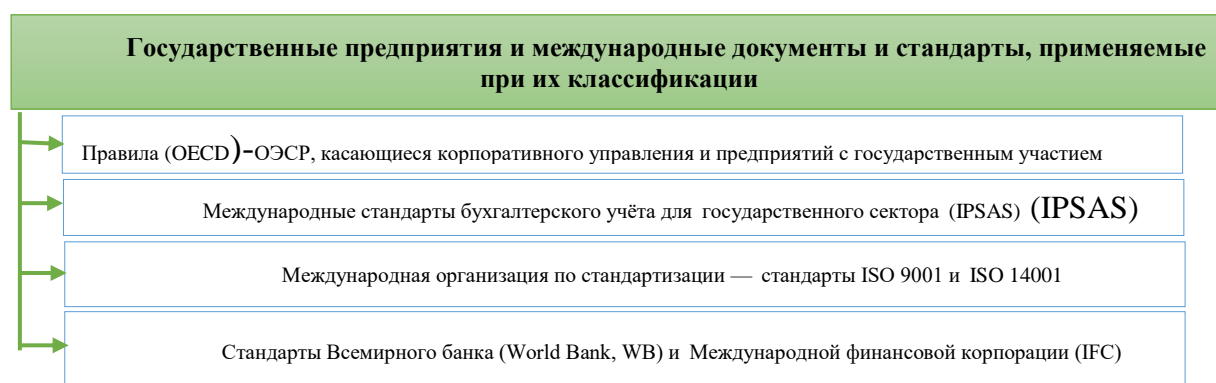 Государственные предприятия и международные документы и стандарты, применяемые
при их классификации
Правила (OECD)-ОЭСР, касающиеся корпоративного управления и предприятий с государственным участием
Международные стандарты бухгалтерского учёта для государственного сектора (IPSAS) (IPSAS)
Международная организация по стандартизации — стандарты ISO 9001 и ISO 14001
Стандарты Всемирного банка (World Bank, WB) и Международной финансовой корпорации (IFC)